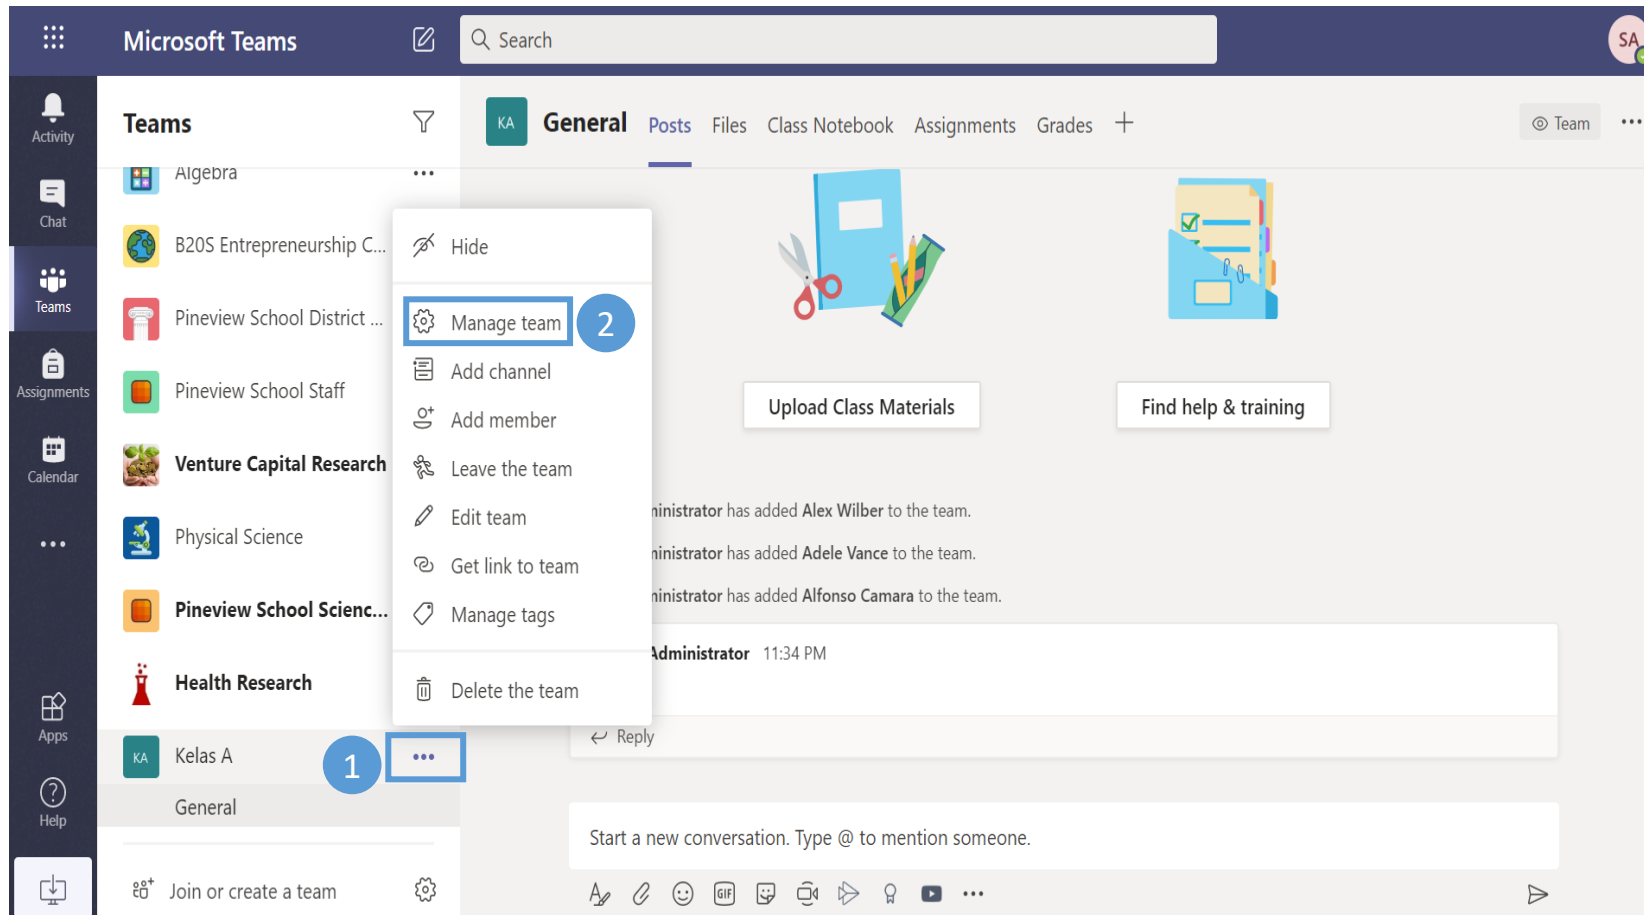 Microsoft Teams
Search
SA
Activity
Chat
Teams
Assignments
Calendar
Apps
Help
Teams
Algebra
B20S Entrepreneurship C...
Pineview School District ...
Pineview School Staff
Venture Capital Research
Physical Science
Pineview School Scienc...
Health Research
KA
Kelas A
General
Join or create a team
1
Hide
Manage team
2
Add channel
Add member
Leave the team
Edit team
Get link to team
Manage tags
Delete the team
KA
General
Posts
Files
Class Notebook
Assignments
Grades
Team
Upload Class Materials
Find help & training
ministrator has added Alex Wilber to the team.
ministrator has added Adele Vance to the team.
ministrator has added Alfonso Camara to the team.
Administrator 11:34 PM
Reply
Start a new conversation. Type @ to mention someone.
GIF